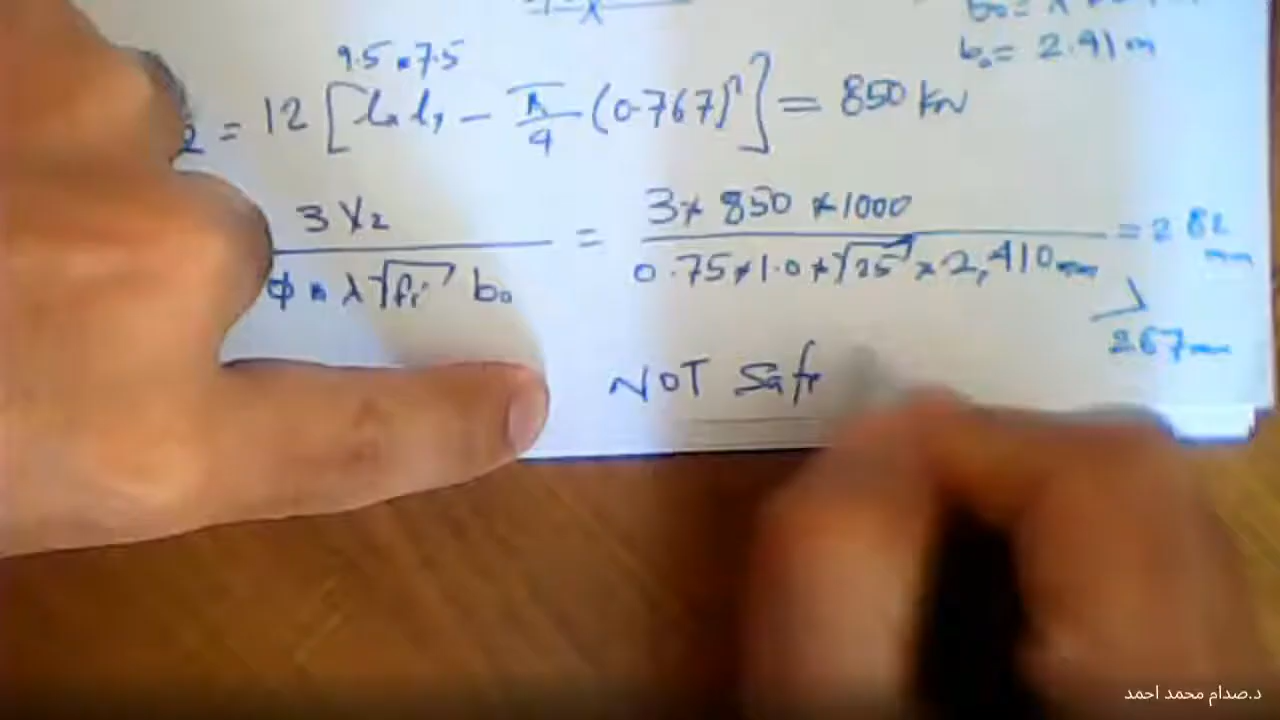 b₀ = 2.41 m
9.5 * 7.5
2 = 12 [ l₁ l₂ - π/4 (0.767)² ] = 850 kN
3 V₂ / φ * λ √fc' b₀ = 3 * 850 * 1000 / 0.75 * 1.0 * √25 * 2,410 mm = 282 mm
> 267 mm
NOT Safe
د.صدام محمد احمد